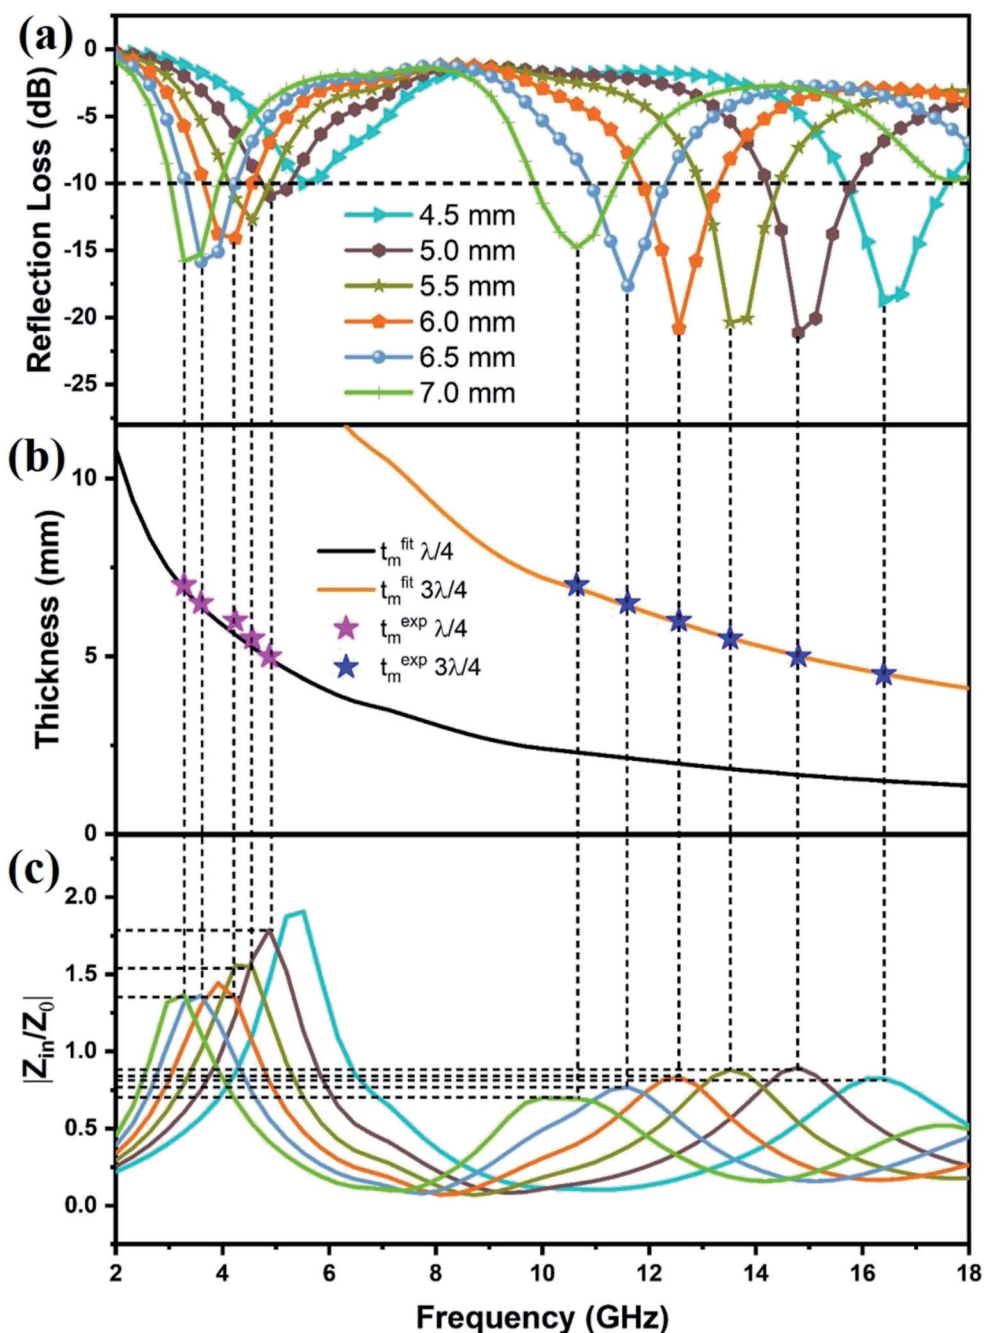 (a)
Reflection Loss (dB)
0
-5
-10
-15
-20
-25
4.5 mm
5.0 mm
5.5 mm
6.0 mm
6.5 mm
7.0 mm
(b)
Thickness (mm)
10
5
0
tₘᶠⁱᵗ λ/4
tₘᶠⁱᵗ 3λ/4
tₘᵉˣᵖ λ/4
tₘᵉˣᵖ 3λ/4
(c)
|Zᵢₙ/Z₀|
2.0
1.5
1.0
0.5
0.0
2 4 6 8 10 12 14 16 18
Frequency (GHz)